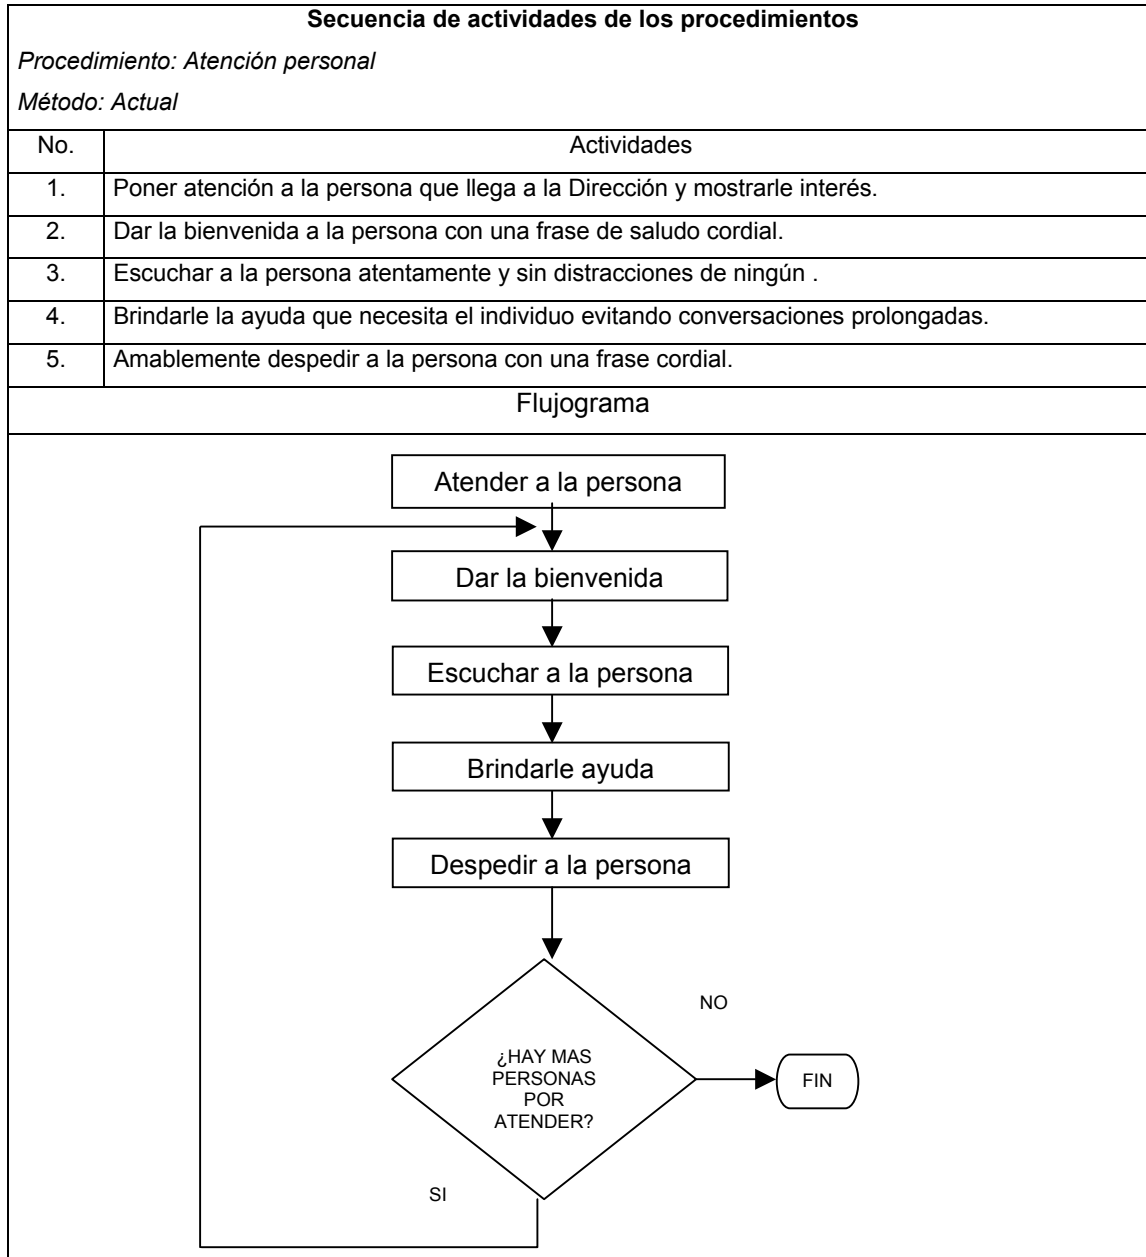 Secuencia de actividades de los procedimientos
Procedimiento: Atención personal
Método: Actual
No. Actividades
1. Poner atención a la persona que llega a la Dirección y mostrarle interés.
2. Dar la bienvenida a la persona con una frase de saludo cordial.
3. Escuchar a la persona atentamente y sin distracciones de ningún .
4. Brindarle la ayuda que necesita el individuo evitando conversaciones prolongadas.
5. Amablemente despedir a la persona con una frase cordial.
Flujograma
Atender a la persona
Dar la bienvenida
Escuchar a la persona
Brindarle ayuda
Despedir a la persona
NO
¿HAY MAS
PERSONAS
POR
ATENDER?
FIN
SI